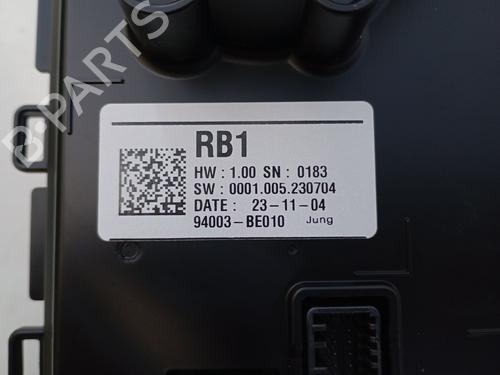 B-PARTS
RB1
HW : 1.00 SN : 0183
SW : 0001.005.230704
DATE : 23-11-04
94003-BE010 Jung